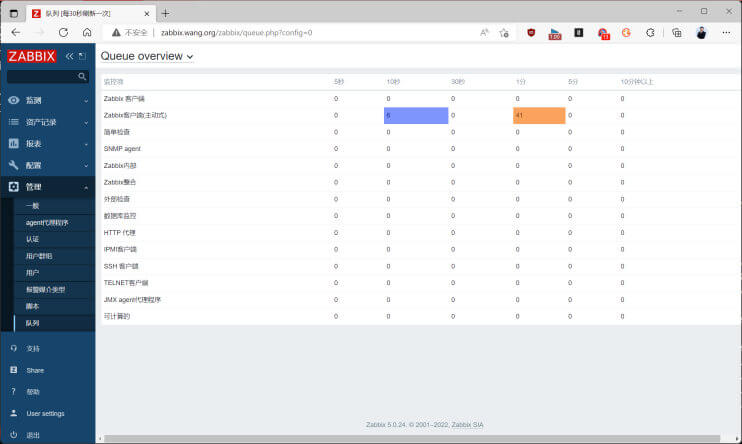 队列 [每30秒刷新一次]
不安全 zabbix.wang.org/zabbix/queue.php?config=0
1.00
11
ZABBIX
监测
资产记录
报表
配置
管理
一般
agent代理程序
认证
用户群组
用户
报警媒介类型
脚本
队列
支持
Share
帮助
User settings
退出
Queue overview
监控项 5秒 10秒 30秒 1分 5分 10分钟以上
Zabbix 客户端 0 0 0 0 0 0
Zabbix客户端(主动式) 0 6 0 41 0 0
简单检查 0 0 0 0 0 0
SNMP agent 0 0 0 0 0 0
Zabbix内部 0 0 0 0 0 0
Zabbix整合 0 0 0 0 0 0
外部检查 0 0 0 0 0 0
数据库监控 0 0 0 0 0 0
HTTP 代理 0 0 0 0 0 0
IPMI客户端 0 0 0 0 0 0
SSH 客户端 0 0 0 0 0 0
TELNET客户端 0 0 0 0 0 0
JMX agent代理程序 0 0 0 0 0 0
可计算的 0 0 0 0 0 0
Zabbix 5.0.24. © 2001–2022, Zabbix SIA